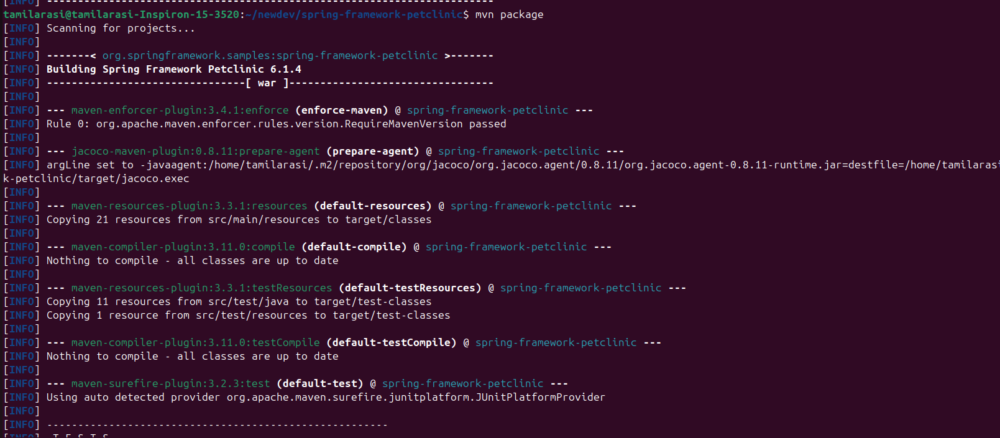 [INFO] ------------------------------------------------------------------------
tamilarasi@tamilarasi-Inspiron-15-3520:~/newdev/spring-framework-petclinic$ mvn package
[INFO] Scanning for projects...
[INFO]
[INFO] -------< org.springframework.samples:spring-framework-petclinic >-------
[INFO] Building Spring Framework Petclinic 6.1.4
[INFO] --------------------------------[ war ]---------------------------------
[INFO]
[INFO] --- maven-enforcer-plugin:3.4.1:enforce (enforce-maven) @ spring-framework-petclinic ---
[INFO] Rule 0: org.apache.maven.enforcer.rules.version.RequireMavenVersion passed
[INFO]
[INFO] --- jacoco-maven-plugin:0.8.11:prepare-agent (prepare-agent) @ spring-framework-petclinic ---
[INFO] argLine set to -javaagent:/home/tamilarasi/.m2/repository/org/jacoco/org.jacoco.agent/0.8.11/org.jacoco.agent-0.8.11-runtime.jar=destfile=/home/tamilarasi
k-petclinic/target/jacoco.exec
[INFO]
[INFO] --- maven-resources-plugin:3.3.1:resources (default-resources) @ spring-framework-petclinic ---
[INFO] Copying 21 resources from src/main/resources to target/classes
[INFO]
[INFO] --- maven-compiler-plugin:3.11.0:compile (default-compile) @ spring-framework-petclinic ---
[INFO] Nothing to compile - all classes are up to date
[INFO]
[INFO] --- maven-resources-plugin:3.3.1:testResources (default-testResources) @ spring-framework-petclinic ---
[INFO] Copying 11 resources from src/test/java to target/test-classes
[INFO] Copying 1 resource from src/test/resources to target/test-classes
[INFO]
[INFO] --- maven-compiler-plugin:3.11.0:testCompile (default-testCompile) @ spring-framework-petclinic ---
[INFO] Nothing to compile - all classes are up to date
[INFO]
[INFO] --- maven-surefire-plugin:3.2.3:test (default-test) @ spring-framework-petclinic ---
[INFO] Using auto detected provider org.apache.maven.surefire.junitplatform.JUnitPlatformProvider
[INFO]
[INFO] -------------------------------------------------------
[INFO]  T E S T S